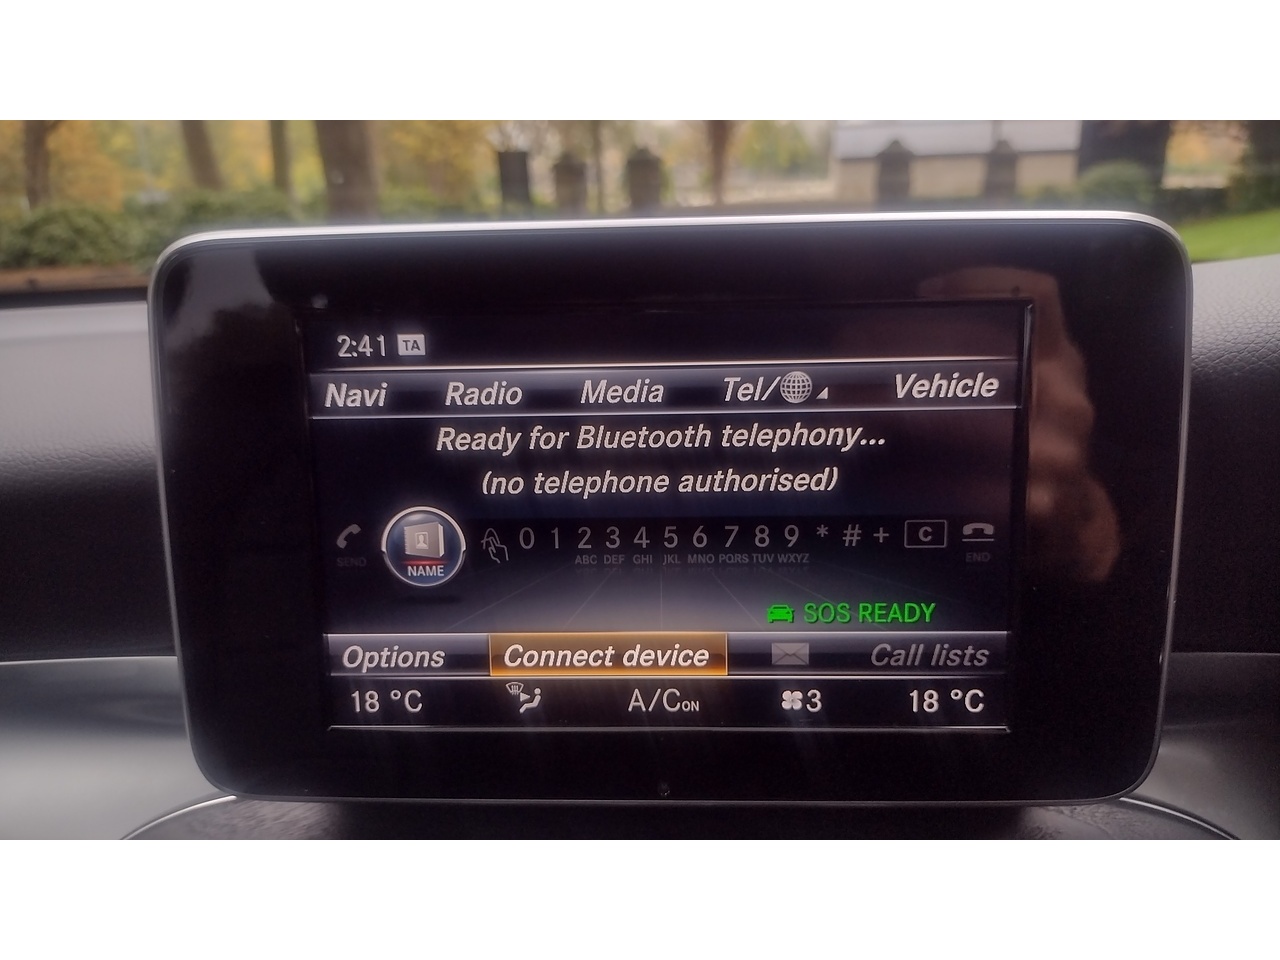 2:41 TA
Navi Radio Media Tel/ Vehicle
Ready for Bluetooth telephony...
(no telephone authorised)
0 1 2 3 4 5 6 7 8 9 * # + C
SEND NAME ABC DEF GHI JKL MNO PQRS TUV WXYZ END
SOS READY
Options Connect device Call lists
18 °C A/C ON 3 18 °C